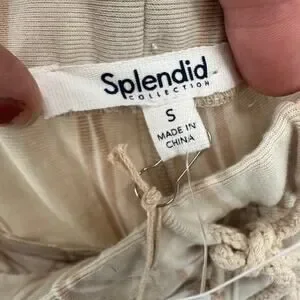 Splendid
COLLECTION
S
MADE IN
CHINA